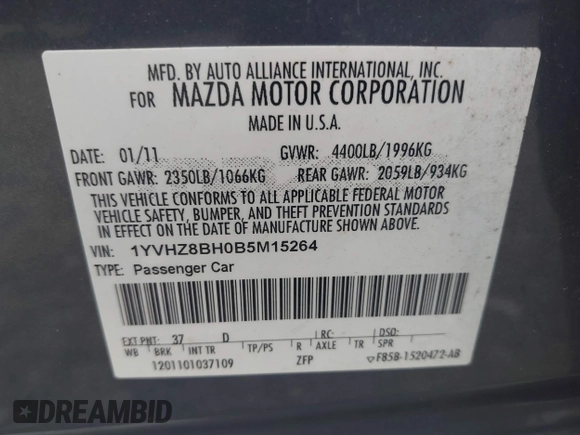 MFD. BY AUTO ALLIANCE INTERNATIONAL, INC.
FOR MAZDA MOTOR CORPORATION
MADE IN U.S.A.
DATE: 01/11 GVWR: 4400LB/1996KG
FRONT GAWR: 2350LB/1066KG REAR GAWR: 2059LB/934KG
THIS VEHICLE CONFORMS TO ALL APPLICABLE FEDERAL MOTOR
VEHICLE SAFETY, BUMPER, AND THEFT PREVENTION STANDARDS
IN EFFECT ON THE DATE OF MANUFACTURE SHOWN ABOVE.
VIN: 1YVHZ8BH0B5M15264
TYPE: Passenger Car
EXT PNT: 37 D RC: DSO:
WB BRK INT TR TP/PS R AXLE TR SPR
1201101037109 ZFP ▽F85B-1520472-AB
DREAMBID